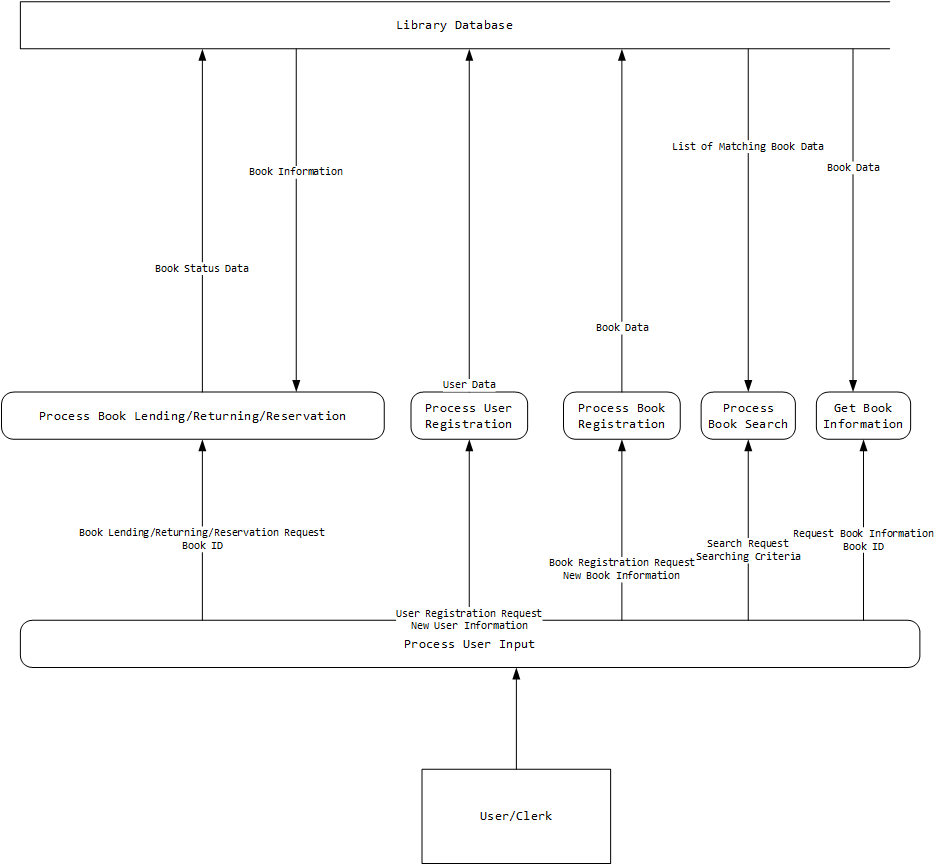 Library Database
List of Matching Book Data
Book Data
Book Information
Book Status Data
Book Data
User Data
Process Book Lending/Returning/Reservation
Process User
Registration
Process Book
Registration
Process
Book Search
Get Book
Information
Book Lending/Returning/Reservation Request
Book ID
Request Book Information
Book ID
Search Request
Searching Criteria
Book Registration Request
New Book Information
User Registration Request
New User Information
Process User Input
User/Clerk